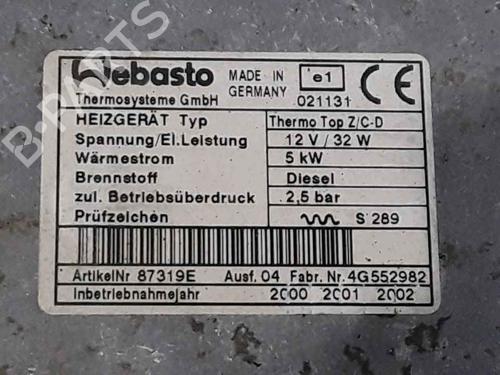 Webasto
Thermosysteme GmbH
MADE IN
GERMANY
e1
021131
CE
HEIZGERÄT Typ Thermo Top Z/C-D
Spannung/El.Leistung 12 V / 32 W
Wärmestrom 5 kW
Brennstoff Diesel
zul. Betriebsüberdruck 2,5 bar
Prüfzeichen S 289
ArtikelNr 87319E Ausf. 04 Fabr. Nr. 4G552982
Inbetriebnahmejahr 2000 2001 2002
B-PARTS